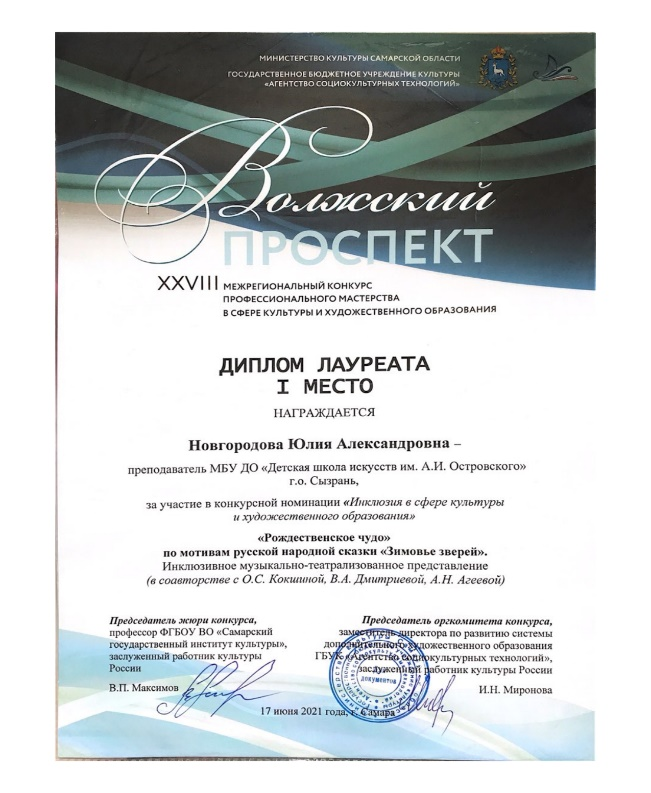 МИНИСТЕРСТВО КУЛЬТУРЫ САМАРСКОЙ ОБЛАСТИ
ГОСУДАРСТВЕННОЕ БЮДЖЕТНОЕ УЧРЕЖДЕНИЕ КУЛЬТУРЫ
«АГЕНТСТВО СОЦИОКУЛЬТУРНЫХ ТЕХНОЛОГИЙ»
Волжский
ПРОСПЕКТ
XXVIII МЕЖРЕГИОНАЛЬНЫЙ КОНКУРС
ПРОФЕССИОНАЛЬНОГО МАСТЕРСТВА
В СФЕРЕ КУЛЬТУРЫ И ХУДОЖЕСТВЕННОГО ОБРАЗОВАНИЯ
ДИПЛОМ ЛАУРЕАТА
I МЕСТО
НАГРАЖДАЕТСЯ
Новгородова Юлия Александровна –
преподаватель МБУ ДО «Детская школа искусств им. А.И. Островского»
г.о. Сызрань,
за участие в конкурсной номинации «Инклюзия в сфере культуры
и художественного образования»
«Рождественское чудо»
по мотивам русской народной сказки «Зимовье зверей».
Инклюзивное музыкально-театрализованное представление
(в соавторстве с О.С. Кокшиной, В.А. Дмитриевой, А.Н. Агеевой)
Председатель жюри конкурса,
профессор ФГБОУ ВО «Самарский
государственный институт культуры»,
заслуженный работник культуры
России
В.П. Максимов
Председатель оргкомитета конкурса,
заместитель директора по развитию системы
дополнительного художественного образования
ГБУК «Агентство социокультурных технологий»,
заслуженный работник культуры России
И.Н. Миронова
Для
документов
17 июня 2021 года, г. Самара